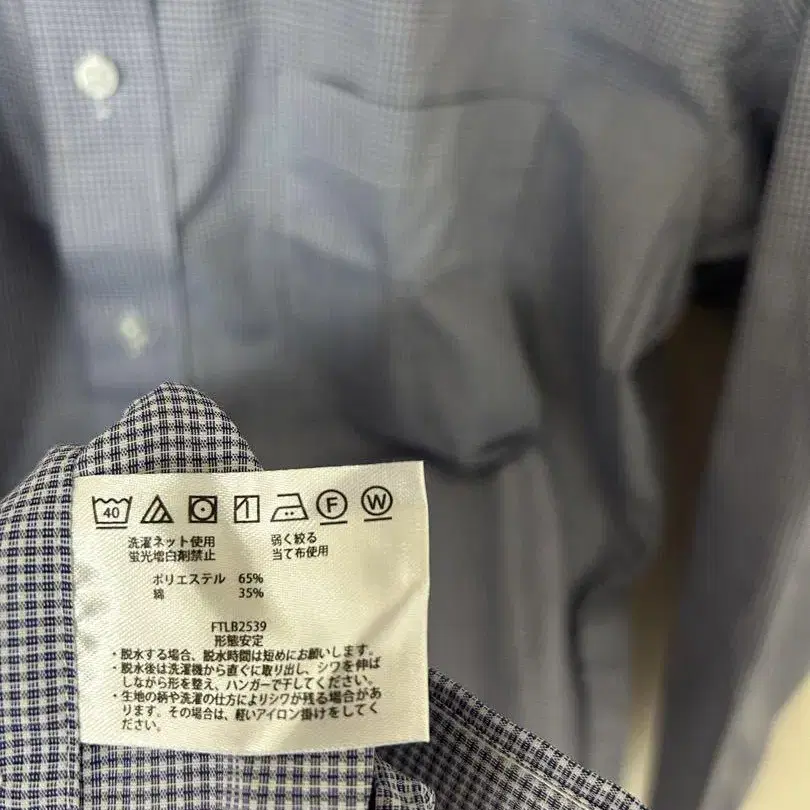 40 F W
洗濯ネット使用 弱く絞る
蛍光増白剤禁止 当て布使用
ポリエステル 65%
綿 35%
FTLB2539
形態安定
・脱水する場合、脱水時間は短めにお願いします。
・脱水後は洗濯機から直ぐに取り出し、シワを伸ば
しながら形を整え、ハンガーで干してください。
・生地の柄や洗濯の仕方によりシワが残る場合があ
ります。その場合は、軽いアイロン掛けをしてく
ださい。